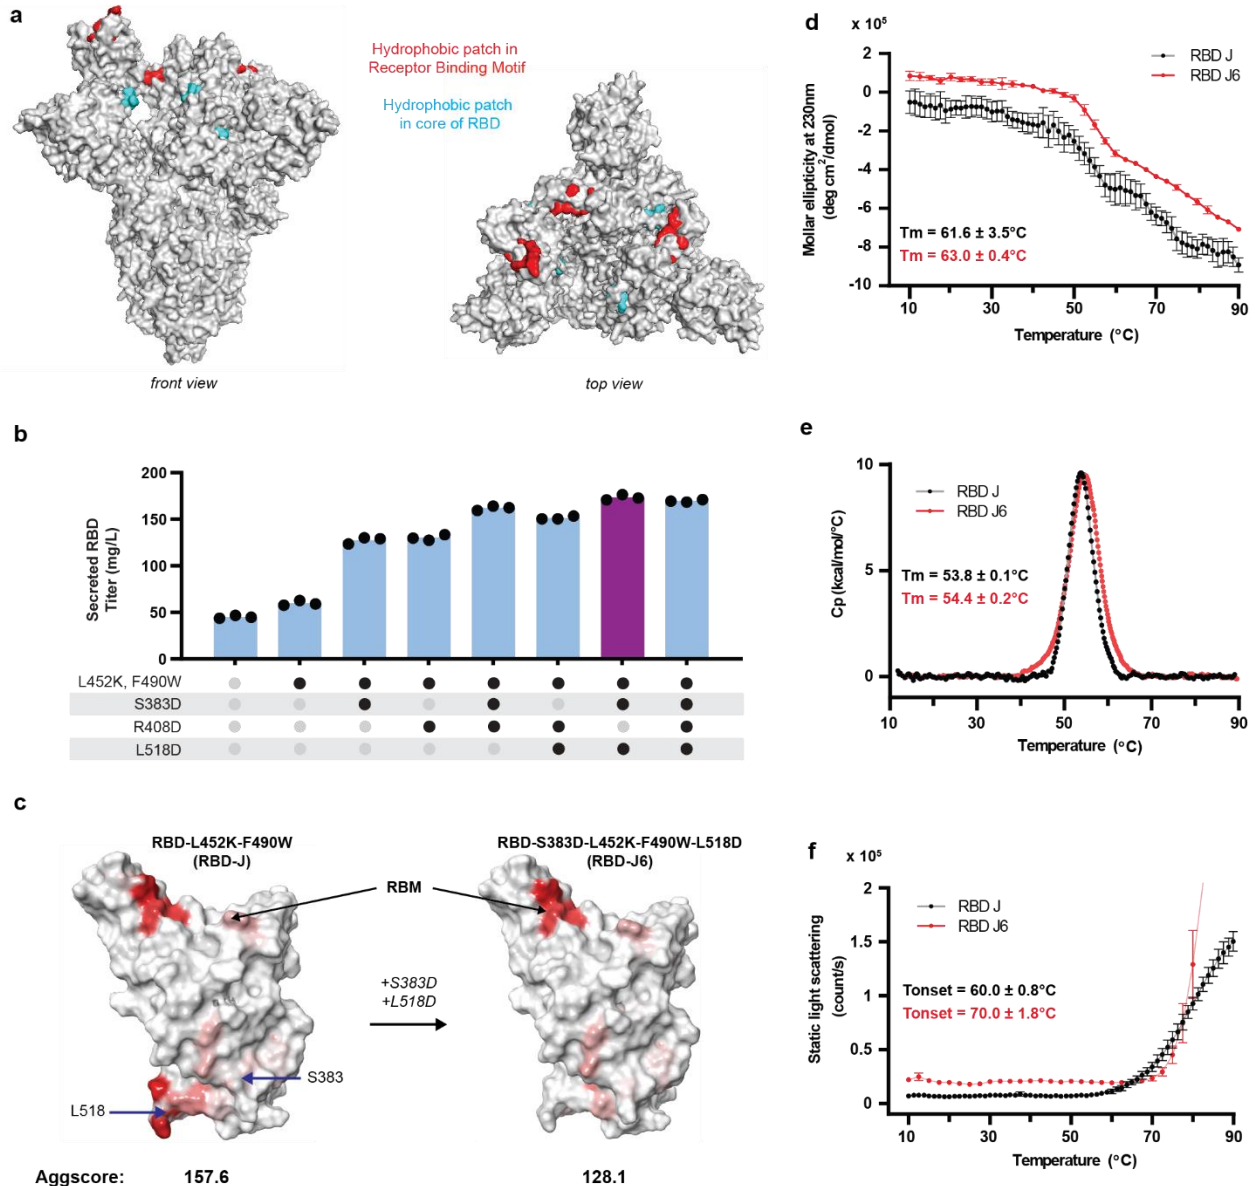 a
Hydrophobic patch in
Receptor Binding Motif
Hydrophobic patch
in core of RBD
front view
top view
b
Secreted RBD
Titer (mg/L)
200
150
100
50
0
L452K, F490W
S383D
R408D
L518D
c
RBD-L452K-F490W
(RBD-J)
RBD-S383D-L452K-F490W-L518D
(RBD-J6)
RBM
+S383D
+L518D
S383
L518
Aggscore: 157.6 128.1
d
x 10⁵
RBD J
RBD J6
Mollar ellipticity at 230nm
(deg cm²/dmol)
2
0
-2
-4
-6
-8
-10
Tm = 61.6 ± 3.5°C
Tm = 63.0 ± 0.4°C
10 30 50 70 90
Temperature (°C)
e
RBD J
RBD J6
Cp (kcal/mol/°C)
10
5
0
Tm = 53.8 ± 0.1°C
Tm = 54.4 ± 0.2°C
10 30 50 70 90
Temperature (°C)
f
x 10⁵
RBD J
RBD J6
Static light scattering
(count/s)
2
1.5
1
0.5
0
Tonset = 60.0 ± 0.8°C
Tonset = 70.0 ± 1.8°C
10 30 50 70 90
Temperature (°C)